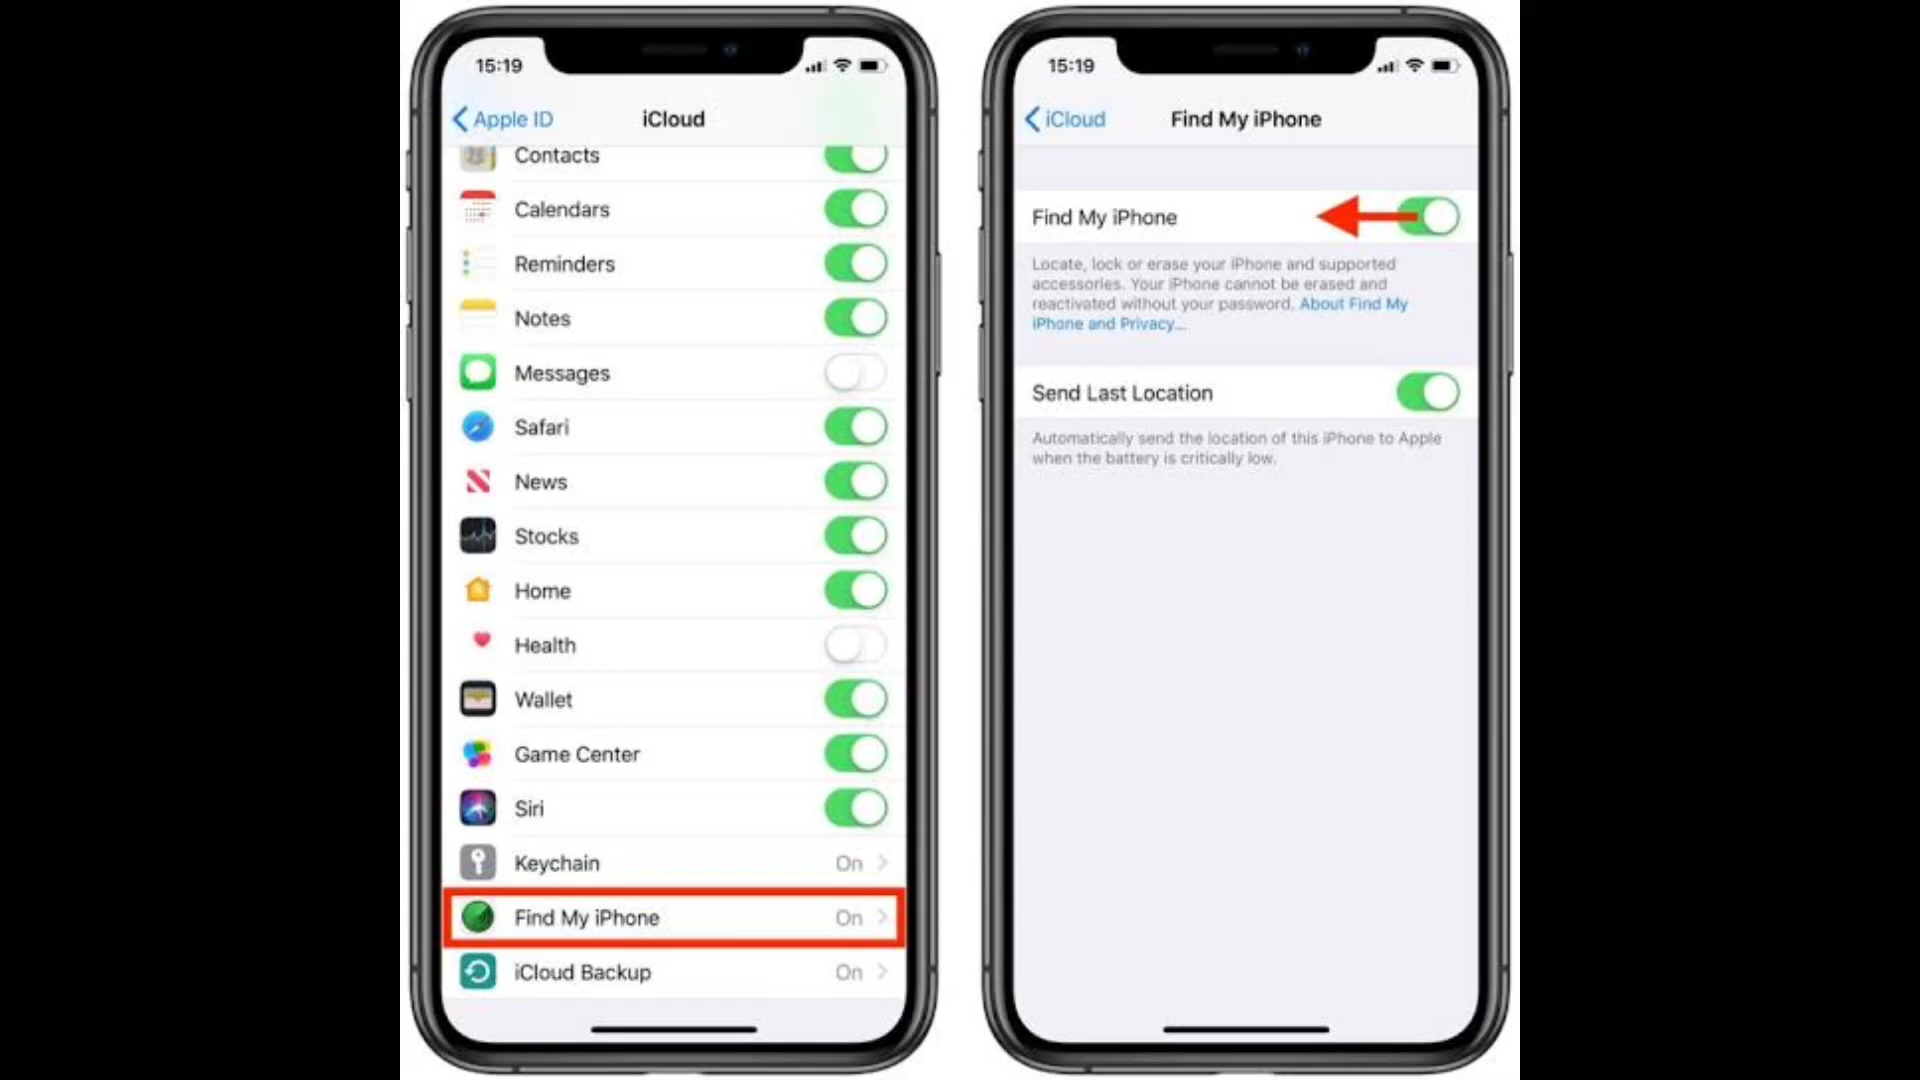 15:19
Apple ID
iCloud
Contacts
Calendars
Reminders
Notes
Messages
Safari
News
Stocks
Home
Health
Wallet
Game Center
Siri
Keychain On
Find My iPhone On
iCloud Backup On
15:19
iCloud
Find My iPhone
Find My iPhone
Locate, lock or erase your iPhone and supported
accessories. Your iPhone cannot be erased and
reactivated without your password. About Find My
iPhone and Privacy...
Send Last Location
Automatically send the location of this iPhone to Apple
when the battery is critically low.